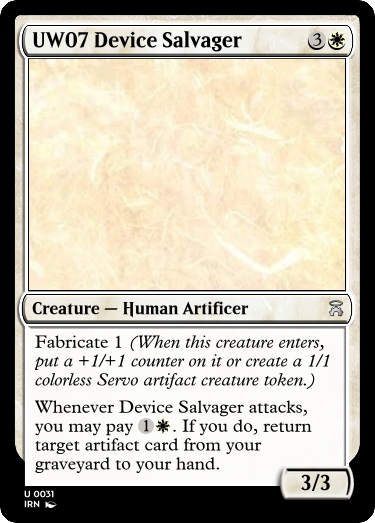 UW07 Device Salvager 3
Creature — Human Artificer
Fabricate 1 (When this creature enters,
put a +1/+1 counter on it or create a 1/1
colorless Servo artifact creature token.)
Whenever Device Salvager attacks,
you may pay 1. If you do, return
target artifact card from your
graveyard to your hand.
3/3
U 0031
IRN